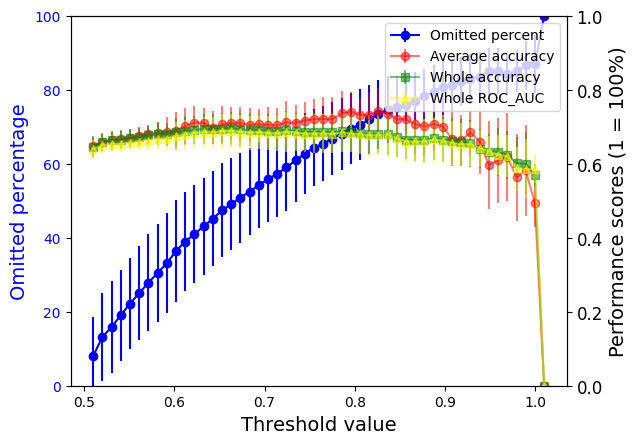 Omitted percent
Average accuracy
Whole accuracy
Whole ROC_AUC
Omitted percentage
100
80
60
40
20
0
Performance scores (1 = 100%)
1.0
0.8
0.6
0.4
0.2
0.0
0.5 0.6 0.7 0.8 0.9 1.0
Threshold value